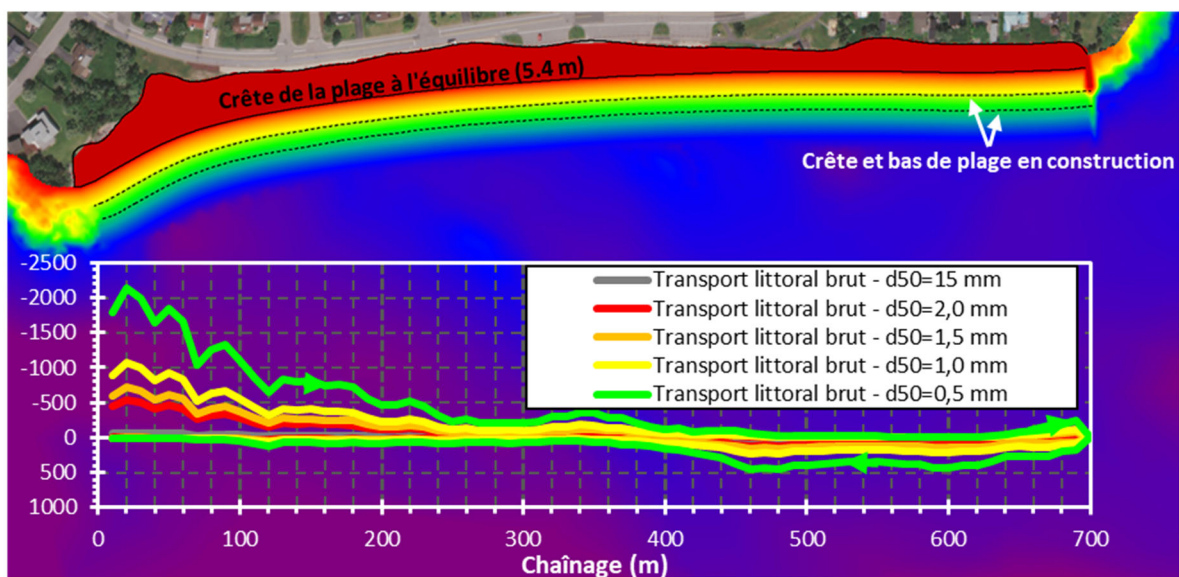 Crête de la plage à l'équilibre (5.4 m)
Crête et bas de plage en construction
-2500
-2000
-1500
-1000
-500
0
500
1000
Transport littoral brut - d50=15 mm
Transport littoral brut - d50=2,0 mm
Transport littoral brut - d50=1,5 mm
Transport littoral brut - d50=1,0 mm
Transport littoral brut - d50=0,5 mm
0 100 200 300 400 500 600 700
Chaînage (m)